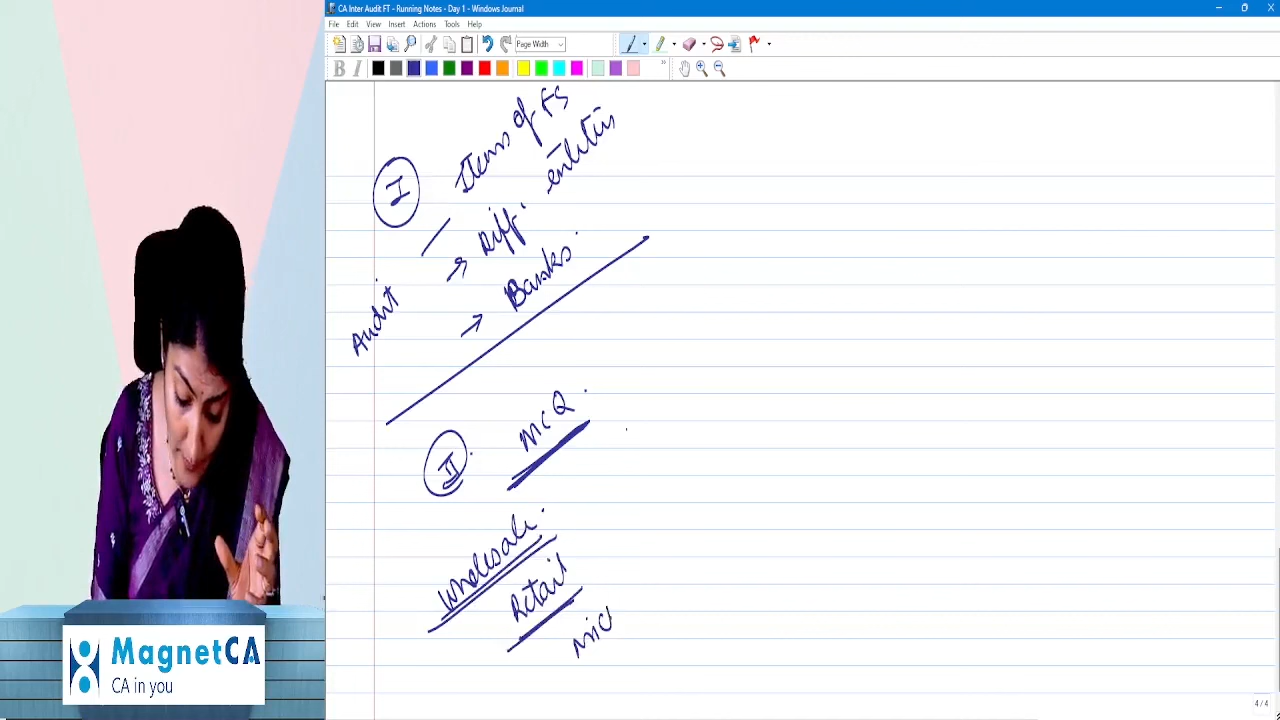 CA Inter Audit FT - Running Notes - Day 1 - Windows Journal
File Edit View Insert Actions Tools Help
Page Width
B I
I
Items of FS
Audit
→ Diff. entities
→ Banks.
II
MCQ.
Wholesale.
Retail
MagnetCA
CA in you
4 / 4